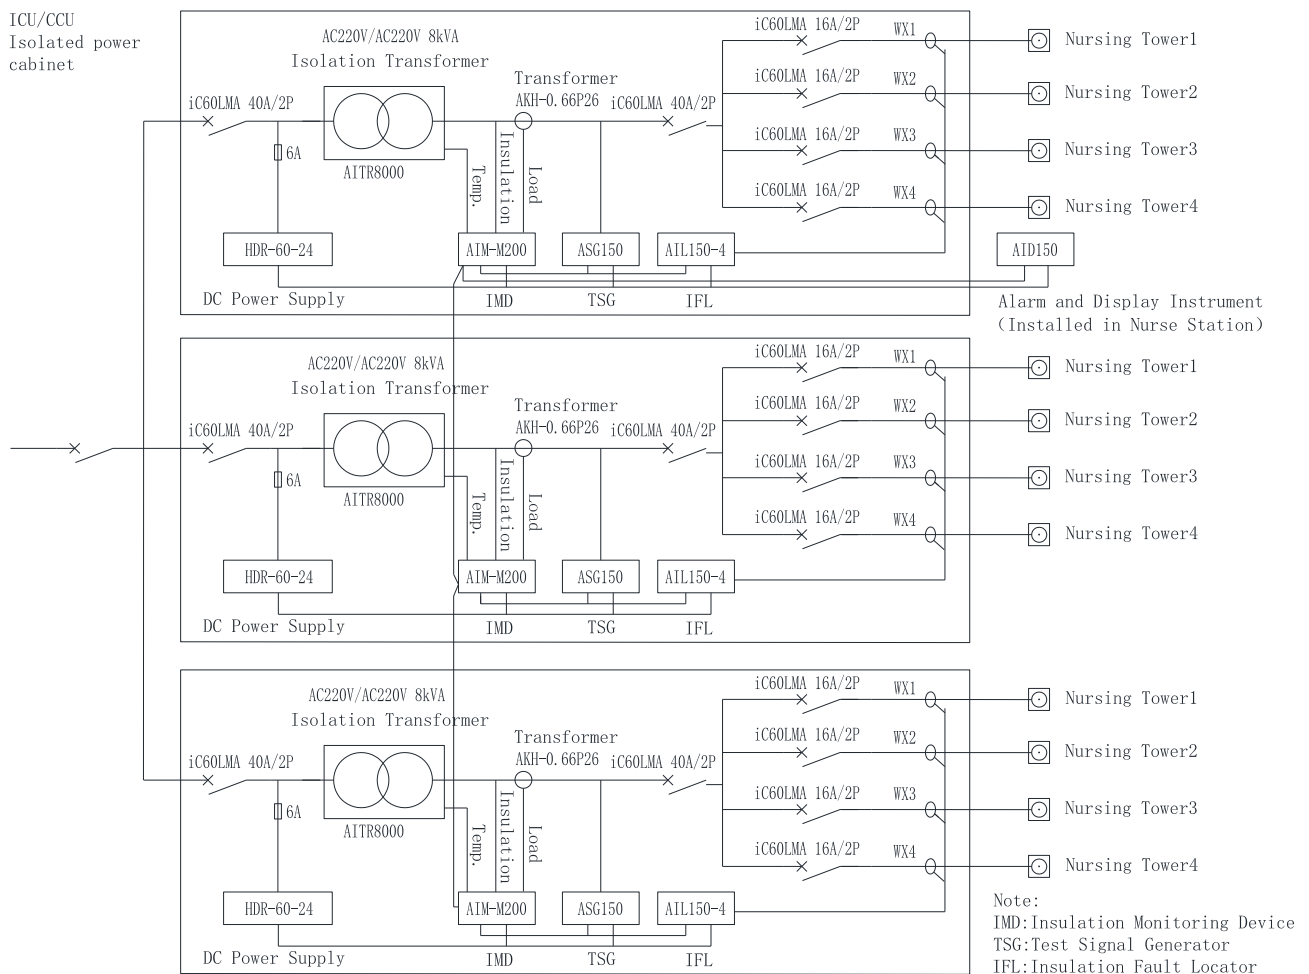 ICU/CCU
Isolated power
cabinet
AC220V/AC220V 8kVA
Isolation Transformer
Transformer
AKH-0.66P26
iC60LMA 40A/2P
iC60LMA 40A/2P
6A
AITR8000
Temp.
Insulation
Load
iC60LMA 16A/2P
WX1
Nursing Tower1
iC60LMA 16A/2P
WX2
Nursing Tower2
iC60LMA 16A/2P
WX3
Nursing Tower3
iC60LMA 16A/2P
WX4
Nursing Tower4
HDR-60-24
AIM-M200
ASG150
AIL150-4
AID150
DC Power Supply
IMD
TSG
IFL
Alarm and Display Instrument
(Installed in Nurse Station)
AC220V/AC220V 8kVA
Isolation Transformer
Transformer
AKH-0.66P26
iC60LMA 40A/2P
iC60LMA 40A/2P
6A
AITR8000
Temp.
Insulation
Load
iC60LMA 16A/2P
WX1
Nursing Tower1
iC60LMA 16A/2P
WX2
Nursing Tower2
iC60LMA 16A/2P
WX3
Nursing Tower3
iC60LMA 16A/2P
WX4
Nursing Tower4
HDR-60-24
AIM-M200
ASG150
AIL150-4
DC Power Supply
IMD
TSG
IFL
AC220V/AC220V 8kVA
Isolation Transformer
Transformer
AKH-0.66P26
iC60LMA 40A/2P
iC60LMA 40A/2P
6A
AITR8000
Temp.
Insulation
Load
iC60LMA 16A/2P
WX1
Nursing Tower1
iC60LMA 16A/2P
WX2
Nursing Tower2
iC60LMA 16A/2P
WX3
Nursing Tower3
iC60LMA 16A/2P
WX4
Nursing Tower4
HDR-60-24
AIM-M200
ASG150
AIL150-4
DC Power Supply
IMD
TSG
IFL
Note:
IMD:Insulation Monitoring Device
TSG:Test Signal Generator
IFL:Insulation Fault Locator